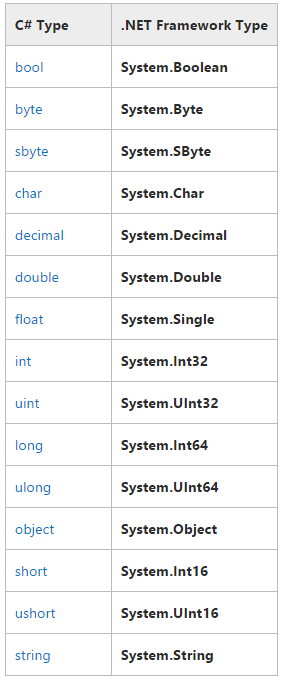 C# Type .NET Framework Type
bool System.Boolean
byte System.Byte
sbyte System.SByte
char System.Char
decimal System.Decimal
double System.Double
float System.Single
int System.Int32
uint System.UInt32
long System.Int64
ulong System.UInt64
object System.Object
short System.Int16
ushort System.UInt16
string System.String